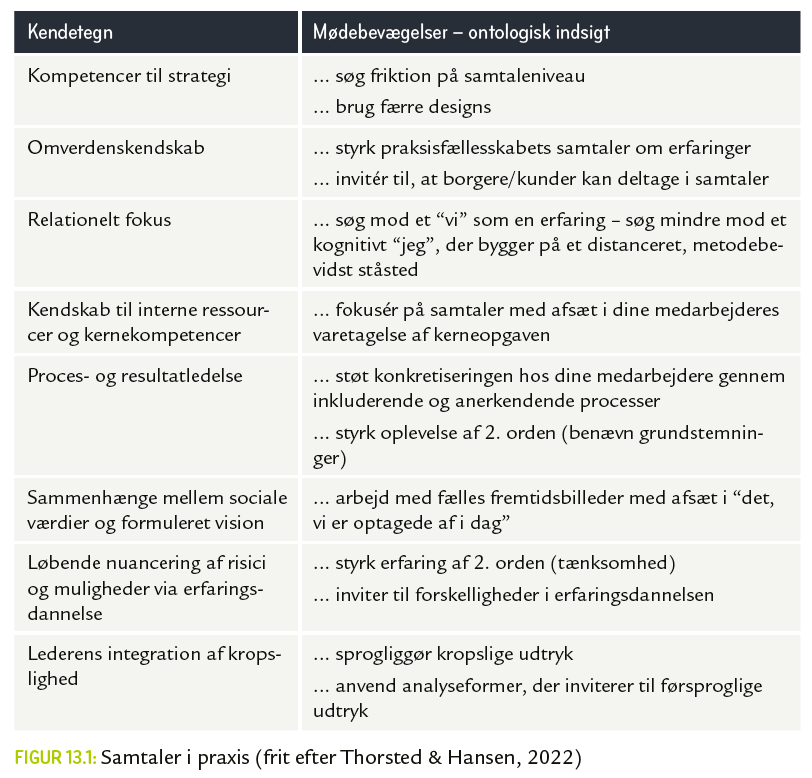 Kendetegn
Mødebevægelser – ontologisk indsigt
Kompetencer til strategi
... søg friktion på samtaleniveau
... brug færre designs
Omverdenskendskab
... styrk praksisfællesskabets samtaler om erfaringer
... invitér til, at borgere/kunder kan deltage i samtaler
Relationelt fokus
... søg mod et “vi” som en erfaring – søg mindre mod et
kognitivt “jeg”, der bygger på et distanceret, metodebe-
vidst ståsted
Kendskab til interne ressour-
cer og kernekompetencer
... fokusér på samtaler med afsæt i dine medarbejderes
varetagelse af kerneopgaven
Proces- og resultatledelse
... støt konkretiseringen hos dine medarbejdere gennem
inkluderende og anerkendende processer
... styrk oplevelse af 2. orden (benævn grundstemnin-
ger)
Sammenhænge mellem sociale
værdier og formuleret vision
... arbejd med fælles fremtidsbilleder med afsæt i “det,
vi er optagede af i dag”
Løbende nuancering af risici
og muligheder via erfarings-
dannelse
... styrk erfaring af 2. orden (tænksomhed)
... inviter til forskelligheder i erfaringsdannelsen
Lederens integration af krops-
lighed
... sprogliggør kropslige udtryk
... anvend analyseformer, der inviterer til førsproglige
udtryk
FIGUR 13.1: Samtaler i praxis (frit efter Thorsted & Hansen, 2022)